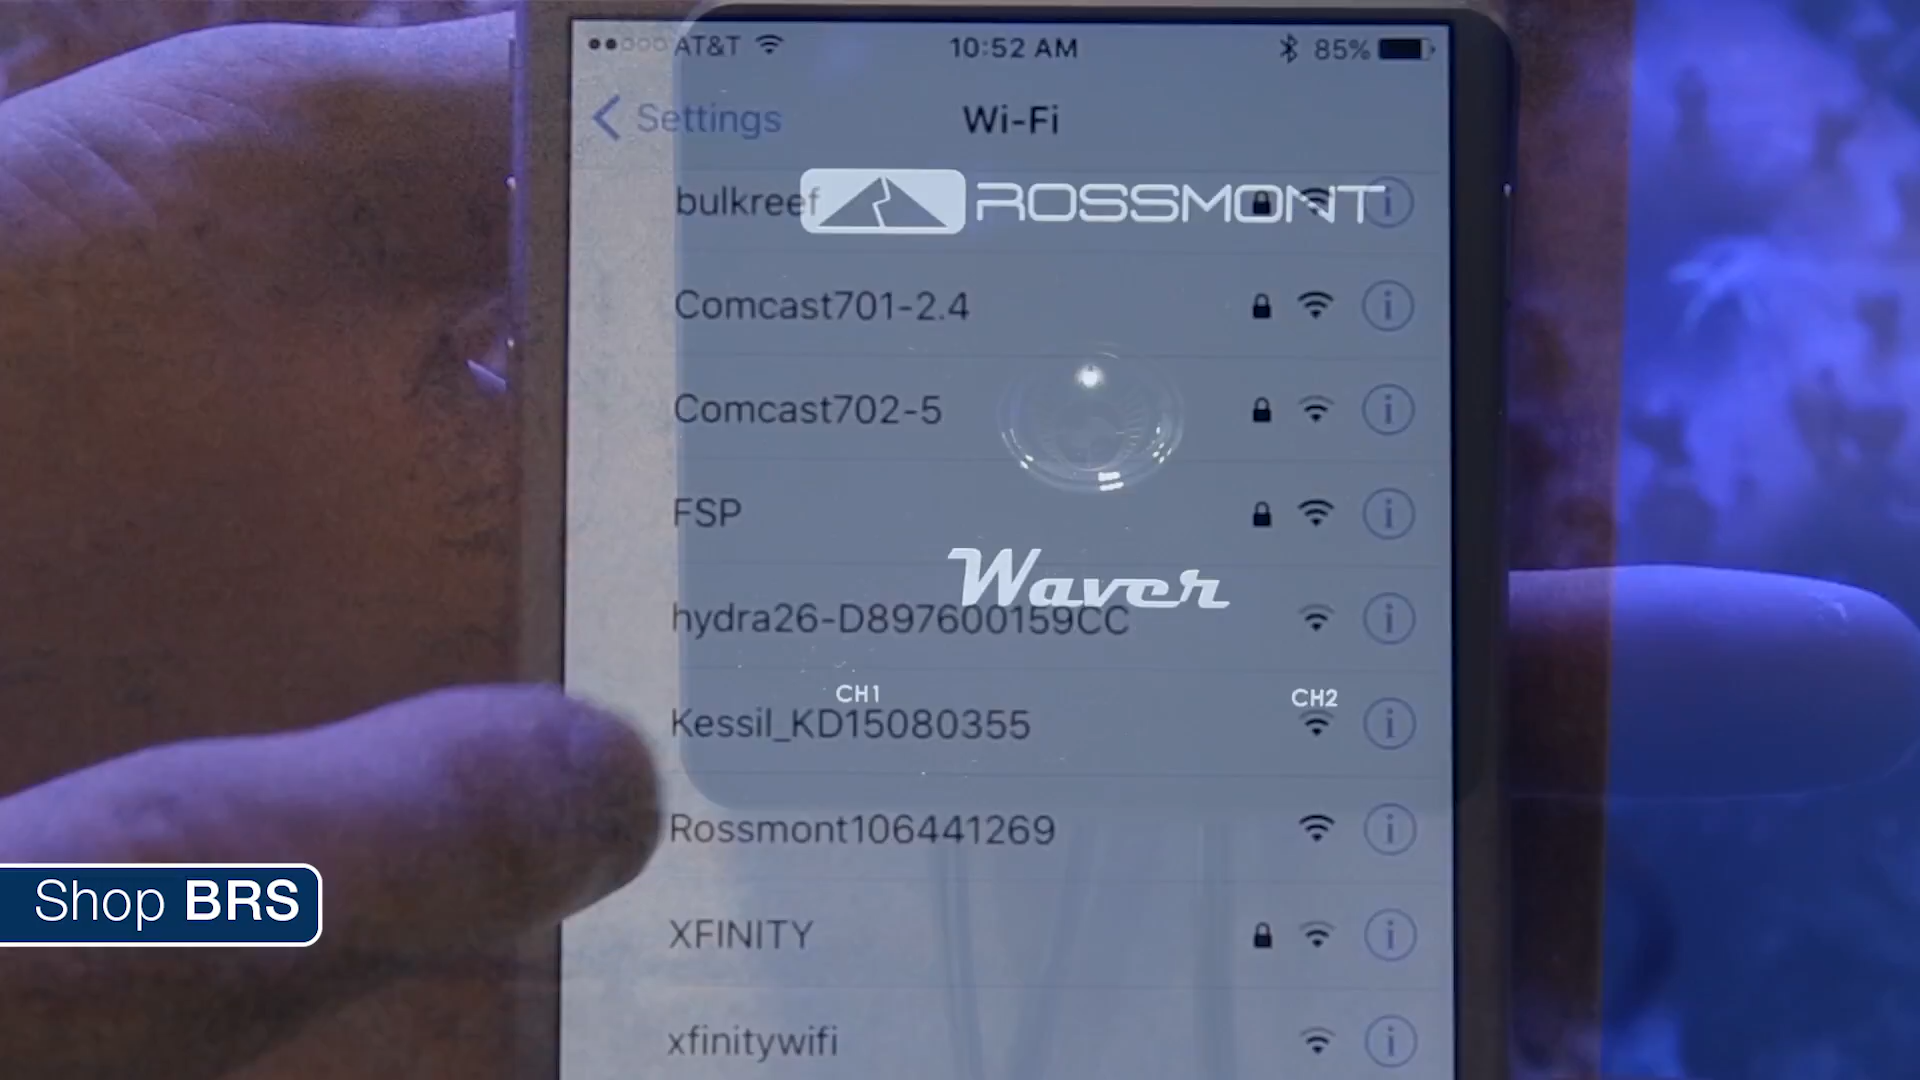 AT&T 10:52 AM 85%
Settings Wi-Fi
bulkreef
ROSSMONT
Comcast701-2.4
Comcast702-5
FSP
Waver
hydra26-D897600159CC
CH1 CH2
Kessil_KD15080355
Rossmont106441269
Shop BRS
XFINITY
xfinitywifi